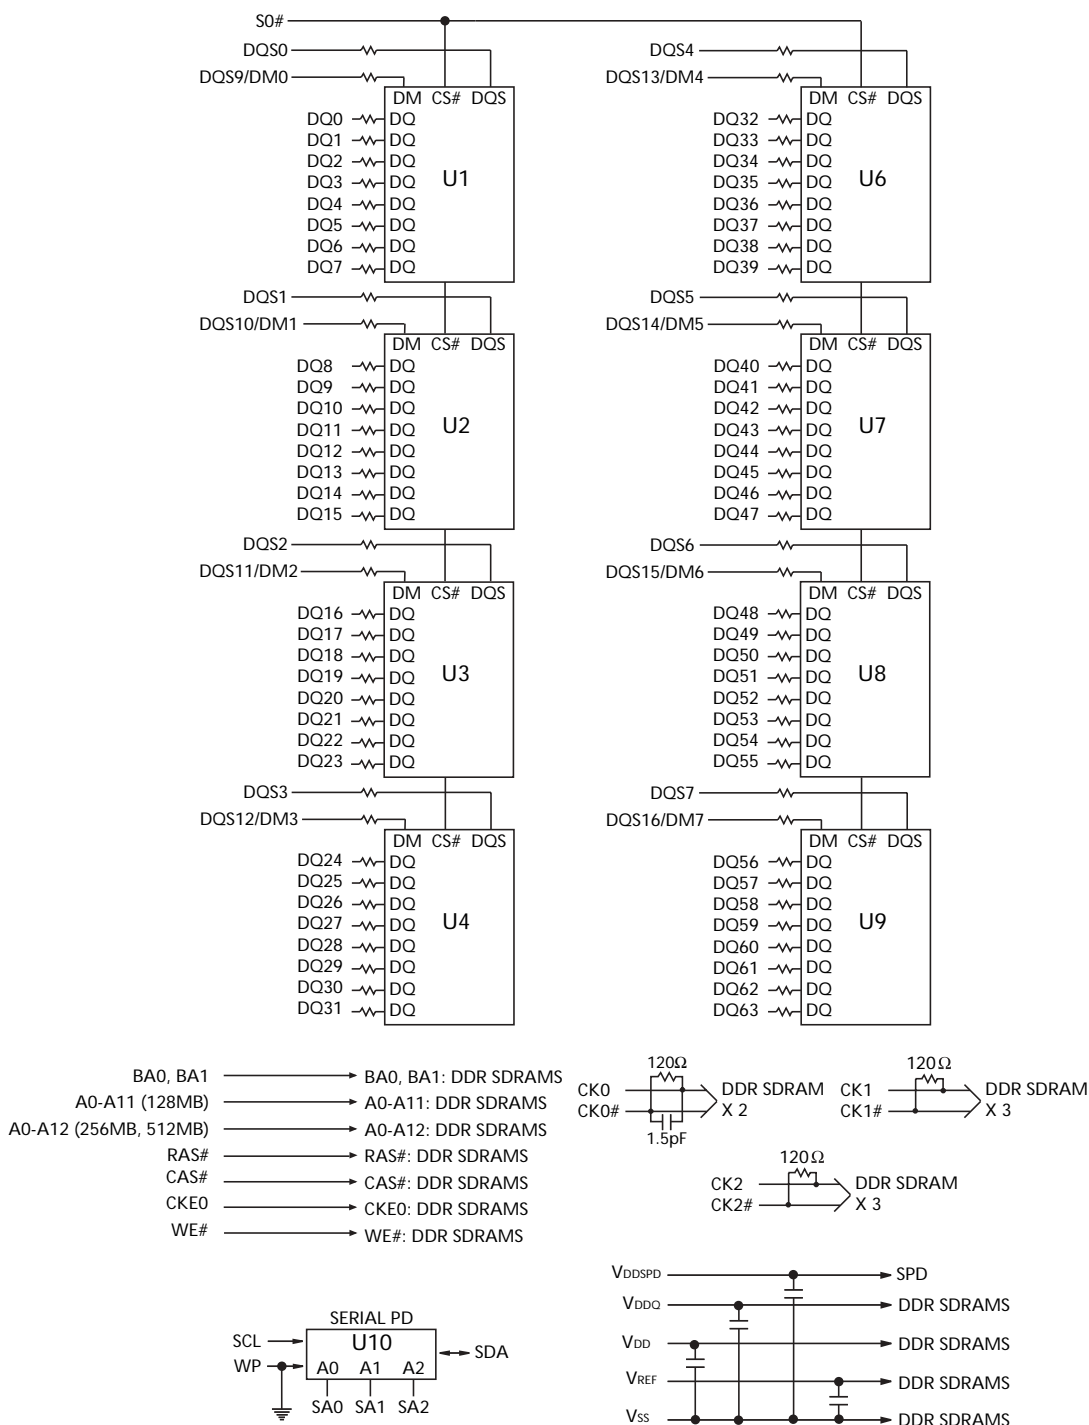 S0#
DQS0
DQS9/DM0
DM CS# DQS
DQ0 DQ
DQ1 DQ
DQ2 DQ
DQ3 DQ
DQ4 DQ
DQ5 DQ
DQ6 DQ
DQ7 DQ
U1
DQS1
DQS10/DM1
DM CS# DQS
DQ8 DQ
DQ9 DQ
DQ10 DQ
DQ11 DQ
DQ12 DQ
DQ13 DQ
DQ14 DQ
DQ15 DQ
U2
DQS2
DQS11/DM2
DM CS# DQS
DQ16 DQ
DQ17 DQ
DQ18 DQ
DQ19 DQ
DQ20 DQ
DQ21 DQ
DQ22 DQ
DQ23 DQ
U3
DQS3
DQS12/DM3
DM CS# DQS
DQ24 DQ
DQ25 DQ
DQ26 DQ
DQ27 DQ
DQ28 DQ
DQ29 DQ
DQ30 DQ
DQ31 DQ
U4
DQS4
DQS13/DM4
DM CS# DQS
DQ32 DQ
DQ33 DQ
DQ34 DQ
DQ35 DQ
DQ36 DQ
DQ37 DQ
DQ38 DQ
DQ39 DQ
U6
DQS5
DQS14/DM5
DM CS# DQS
DQ40 DQ
DQ41 DQ
DQ42 DQ
DQ43 DQ
DQ44 DQ
DQ45 DQ
DQ46 DQ
DQ47 DQ
U7
DQS6
DQS15/DM6
DM CS# DQS
DQ48 DQ
DQ49 DQ
DQ50 DQ
DQ51 DQ
DQ52 DQ
DQ53 DQ
DQ54 DQ
DQ55 DQ
U8
DQS7
DQS16/DM7
DM CS# DQS
DQ56 DQ
DQ57 DQ
DQ58 DQ
DQ59 DQ
DQ60 DQ
DQ61 DQ
DQ62 DQ
DQ63 DQ
U9
BA0, BA1 BA0, BA1: DDR SDRAMS
A0-A11 (128MB) A0-A11: DDR SDRAMS
A0-A12 (256MB, 512MB) A0-A12: DDR SDRAMS
RAS# RAS#: DDR SDRAMS
CAS# CAS#: DDR SDRAMS
CKE0 CKE0: DDR SDRAMS
WE# WE#: DDR SDRAMS
120Ω
CK0 DDR SDRAM
CK0# X 2
1.5pF
120Ω
CK1 DDR SDRAM
CK1# X 3
120Ω
CK2 DDR SDRAM
CK2# X 3
SERIAL PD
SCL U10 SDA
WP A0 A1 A2
SA0 SA1 SA2
VDDSPD SPD
VDDQ DDR SDRAMS
VDD DDR SDRAMS
VREF DDR SDRAMS
VSS DDR SDRAMS